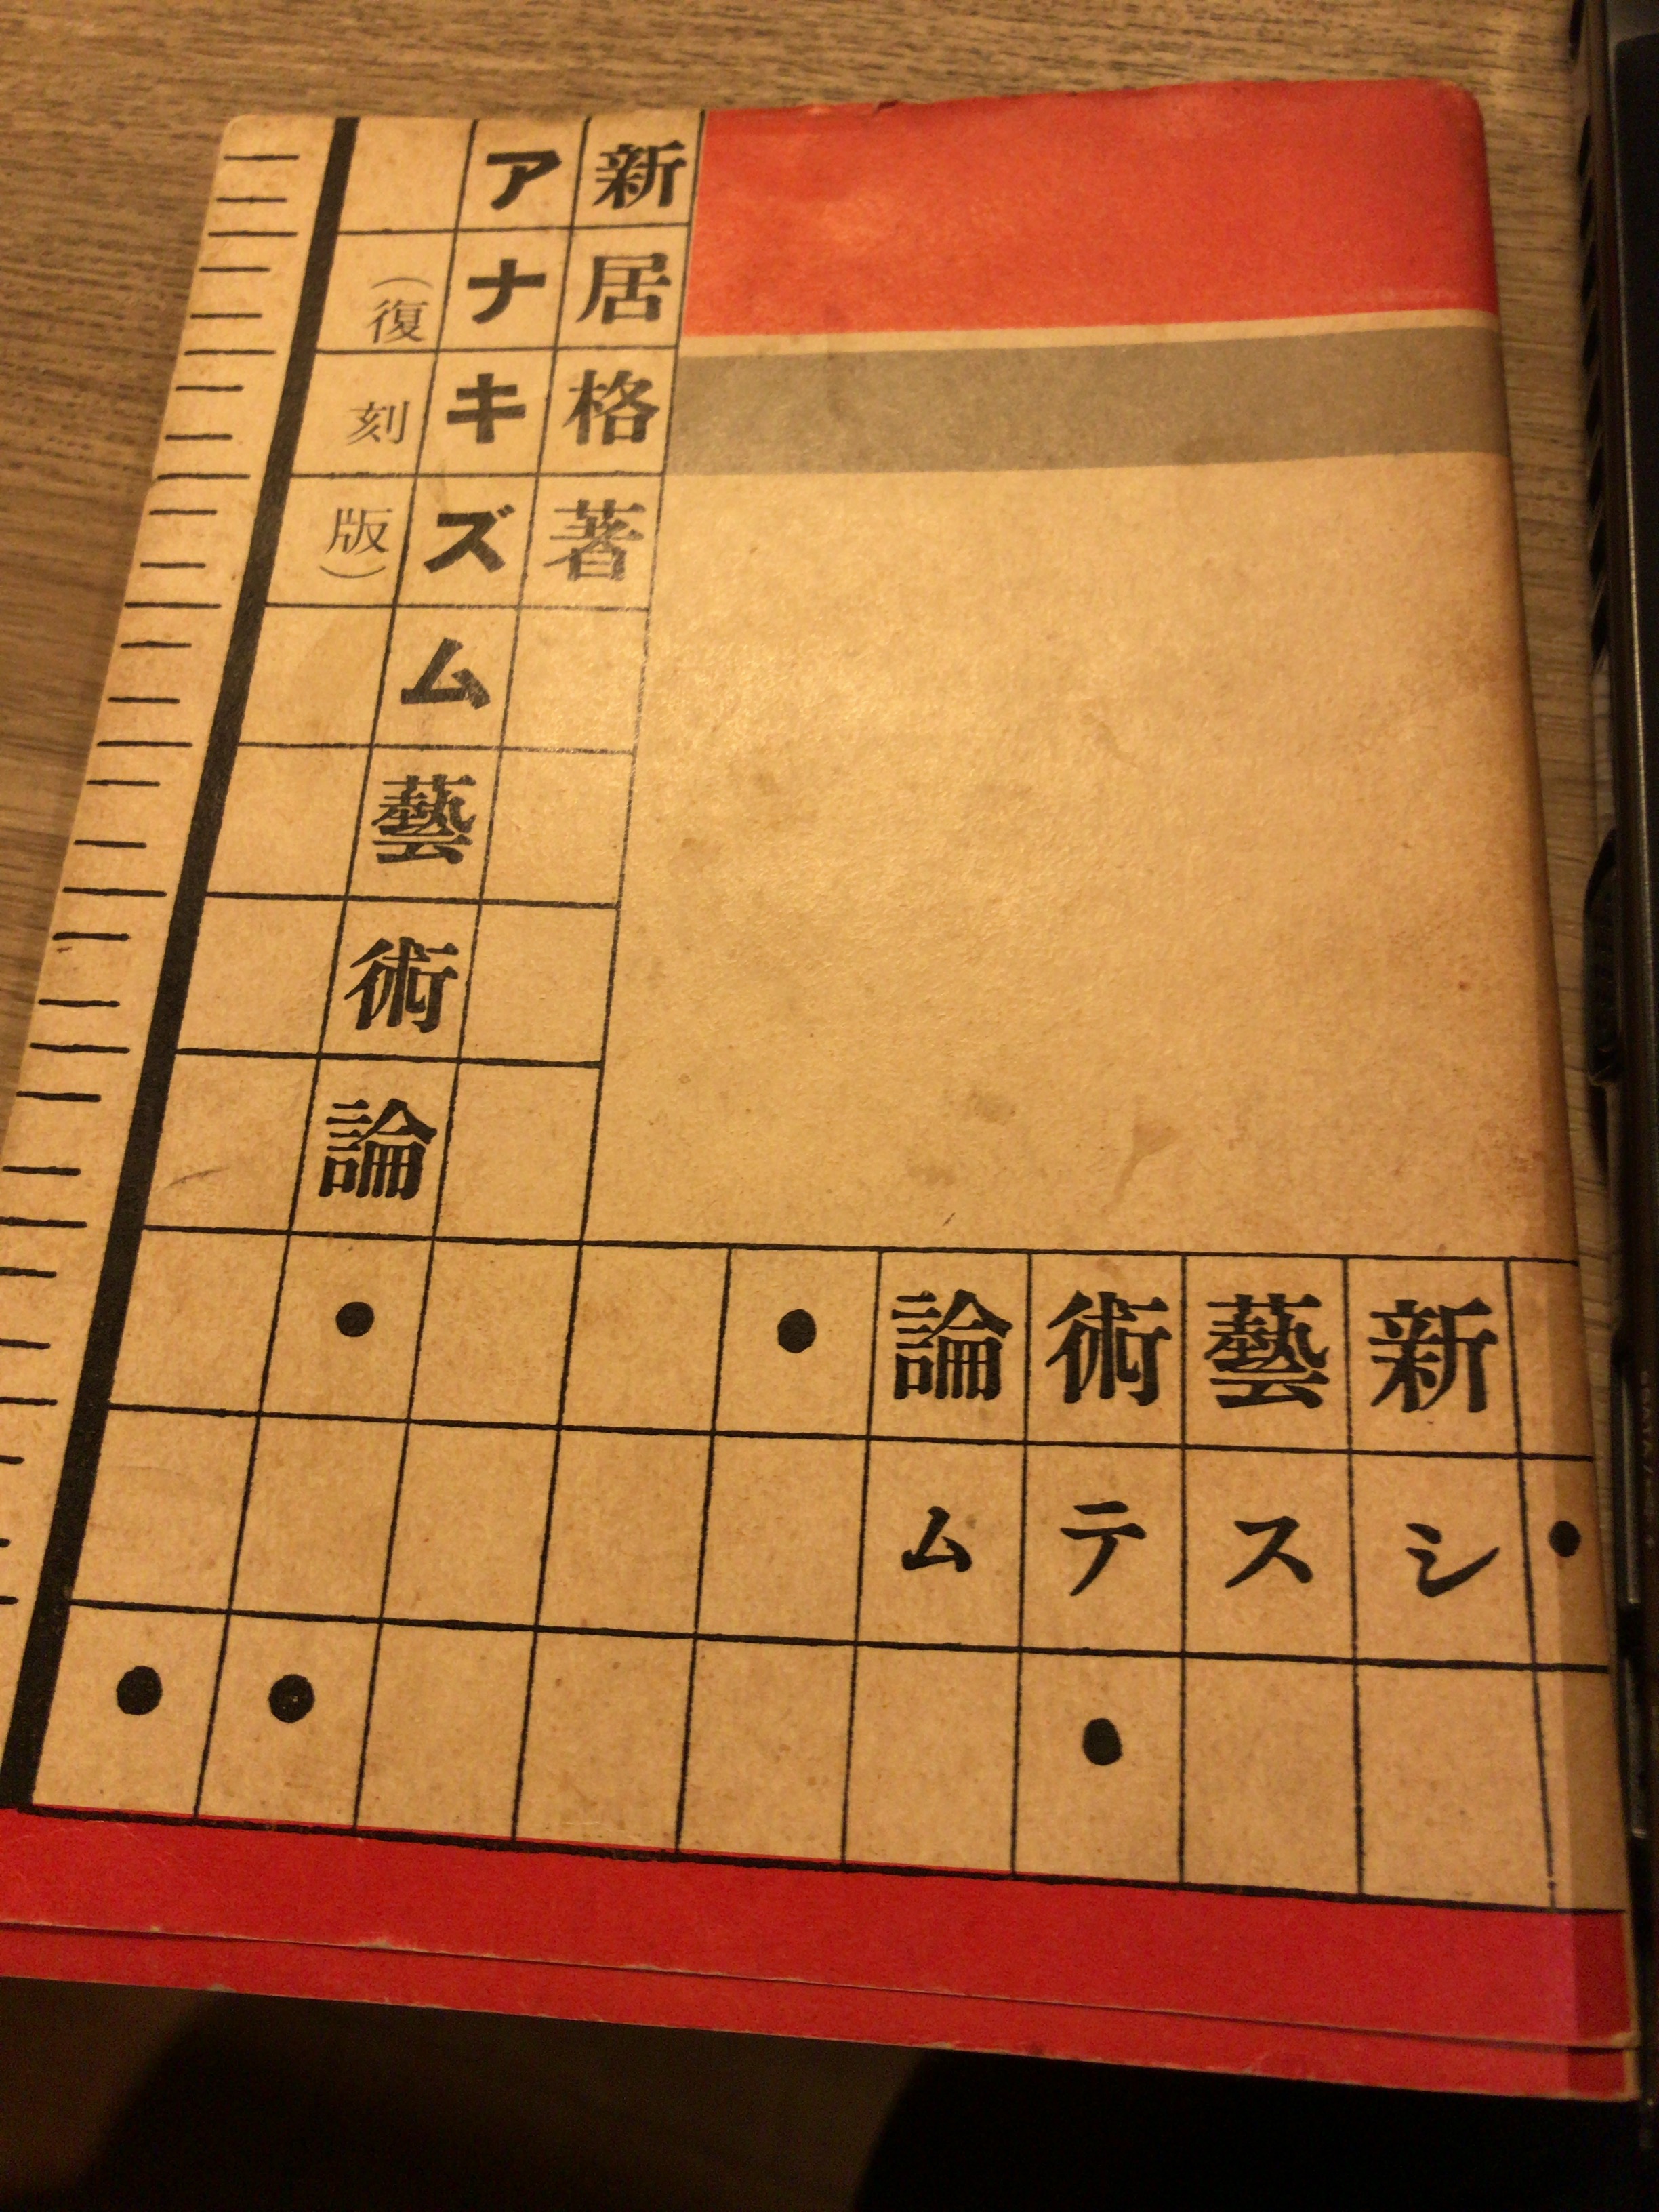 新居格著
アナキズム藝術論
（復刻版）
新藝術論
システム